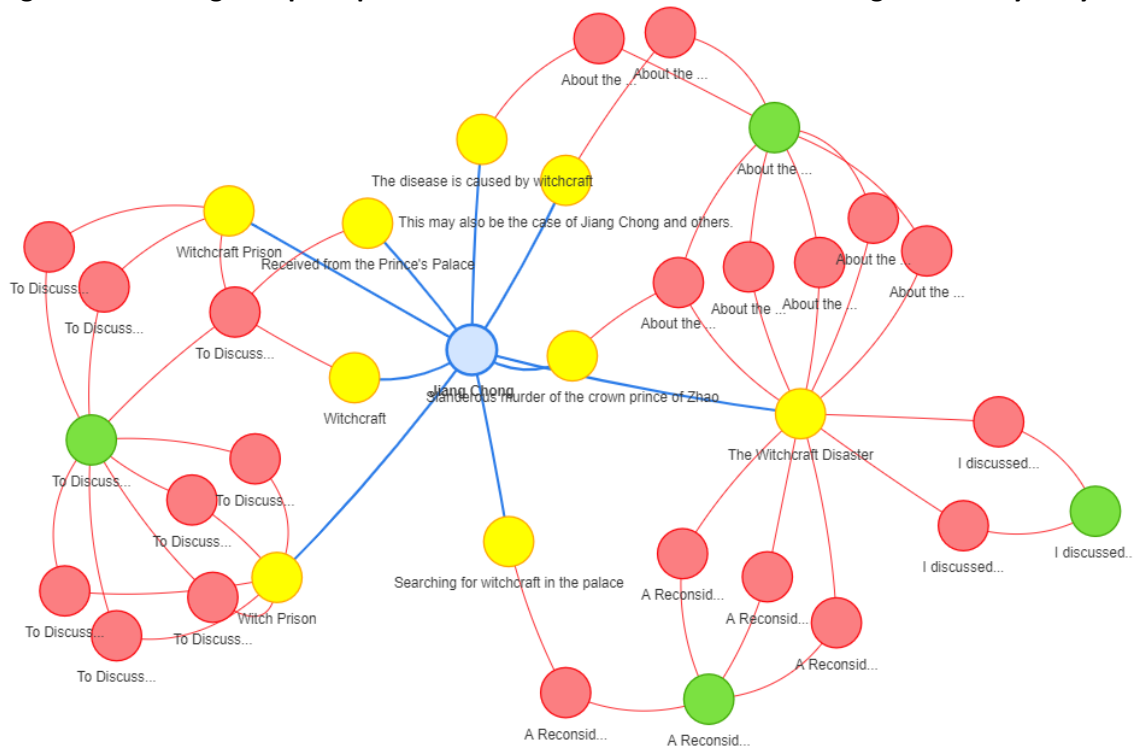 About the ...
About the ...
About the ...
The disease is caused by witchcraft
This may also be the case of Jiang Chong and others.
Witchcraft Prison
Received from the Prince's Palace
About the ...
About the ...
About the ...
About the ...
About the ...
To Discuss...
To Discuss...
To Discuss...
Jiang Chong
Slanderous murder of the crown prince of Zhao
Witchcraft
The Witchcraft Disaster
I discussed...
To Discuss...
To Discuss...
To Discuss...
I discussed...
I discussed...
Searching for witchcraft in the palace
A Reconsid...
A Reconsid...
A Reconsid...
Witch Prison
To Discuss...
To Discuss...
To Discuss...
A Reconsid...
A Reconsid...